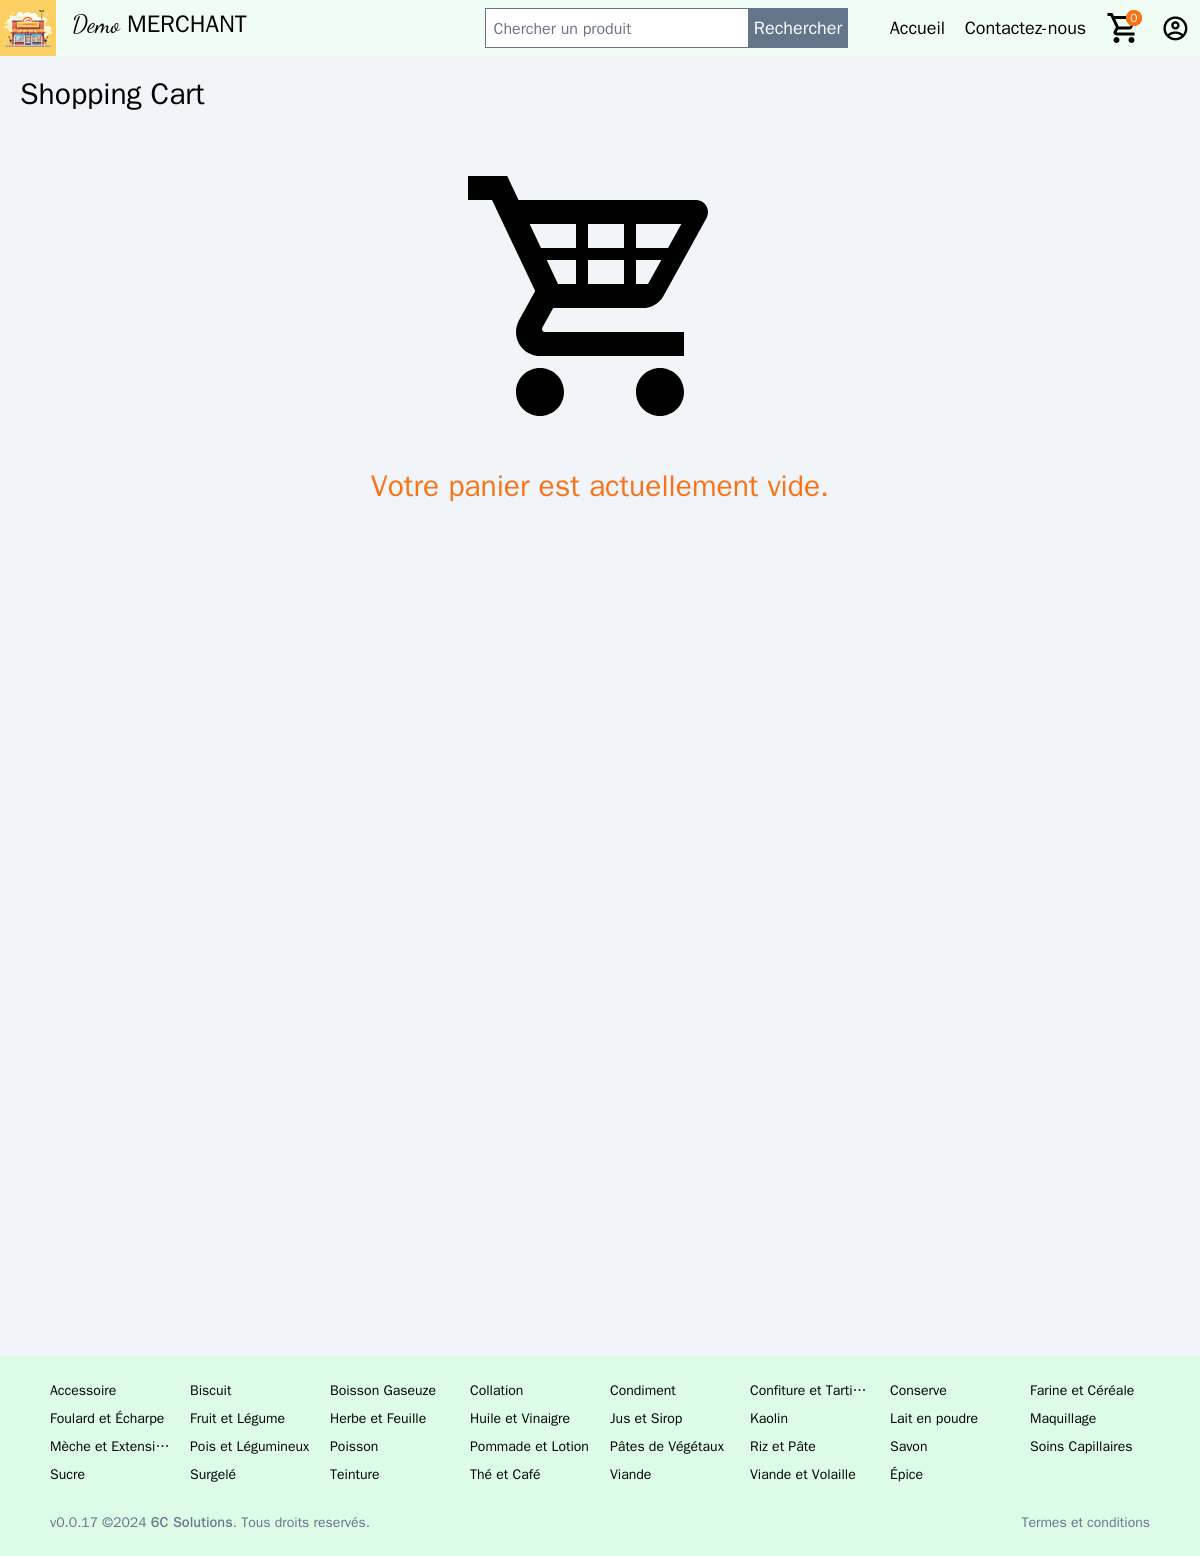 Demo MERCHANT
Chercher un produit
Rechercher
Accueil
Contactez-nous
0
Shopping Cart
Votre panier est actuellement vide.
Accessoire Biscuit Boisson Gaseuze Collation Condiment Confiture et Tarti… Conserve Farine et Céréale
Foulard et Écharpe Fruit et Légume Herbe et Feuille Huile et Vinaigre Jus et Sirop Kaolin Lait en poudre Maquillage
Mèche et Extensi… Pois et Légumineux Poisson Pommade et Lotion Pâtes de Végétaux Riz et Pâte Savon Soins Capillaires
Sucre Surgelé Teinture Thé et Café Viande Viande et Volaille Épice
v0.0.17 ©2024 6C Solutions. Tous droits reservés.
Termes et conditions